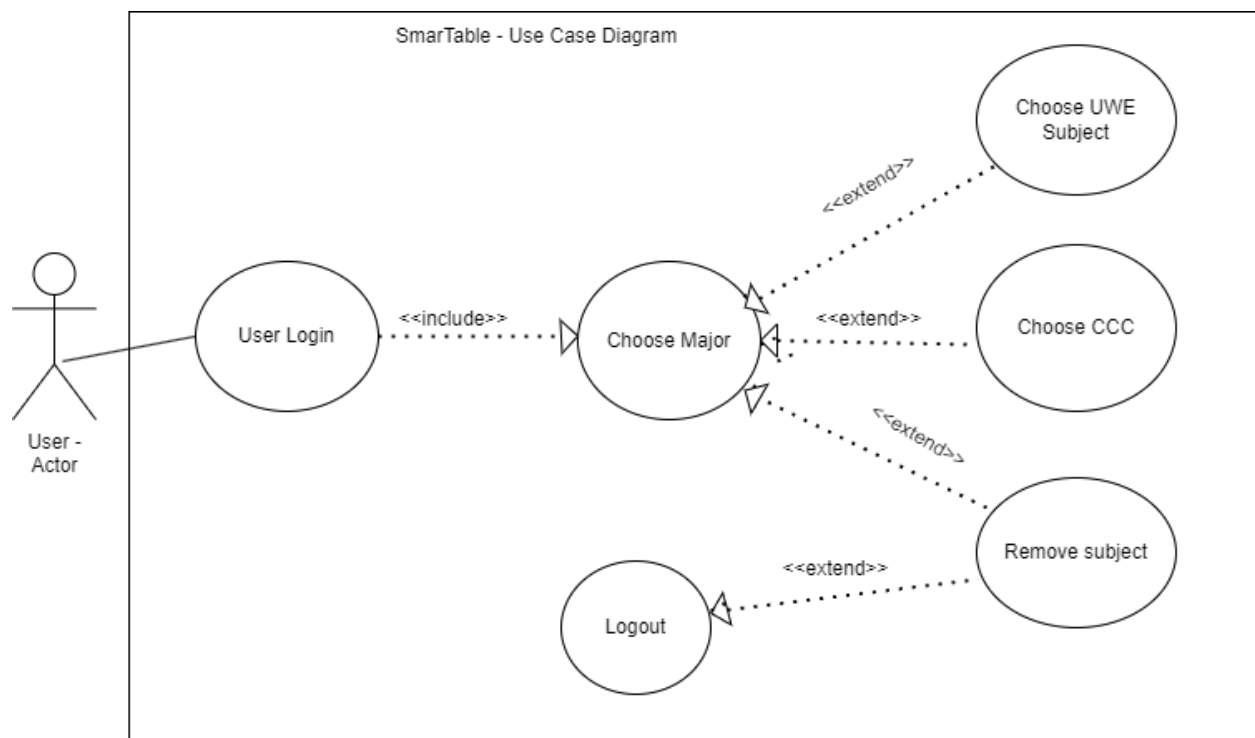 SmarTable - Use Case Diagram
Choose UWE
Subject
<<extend>>
User Login
<<include>>
Choose Major
<<extend>>
Choose CCC
User -
Actor
<<extend>>
Remove subject
<<extend>>
Logout